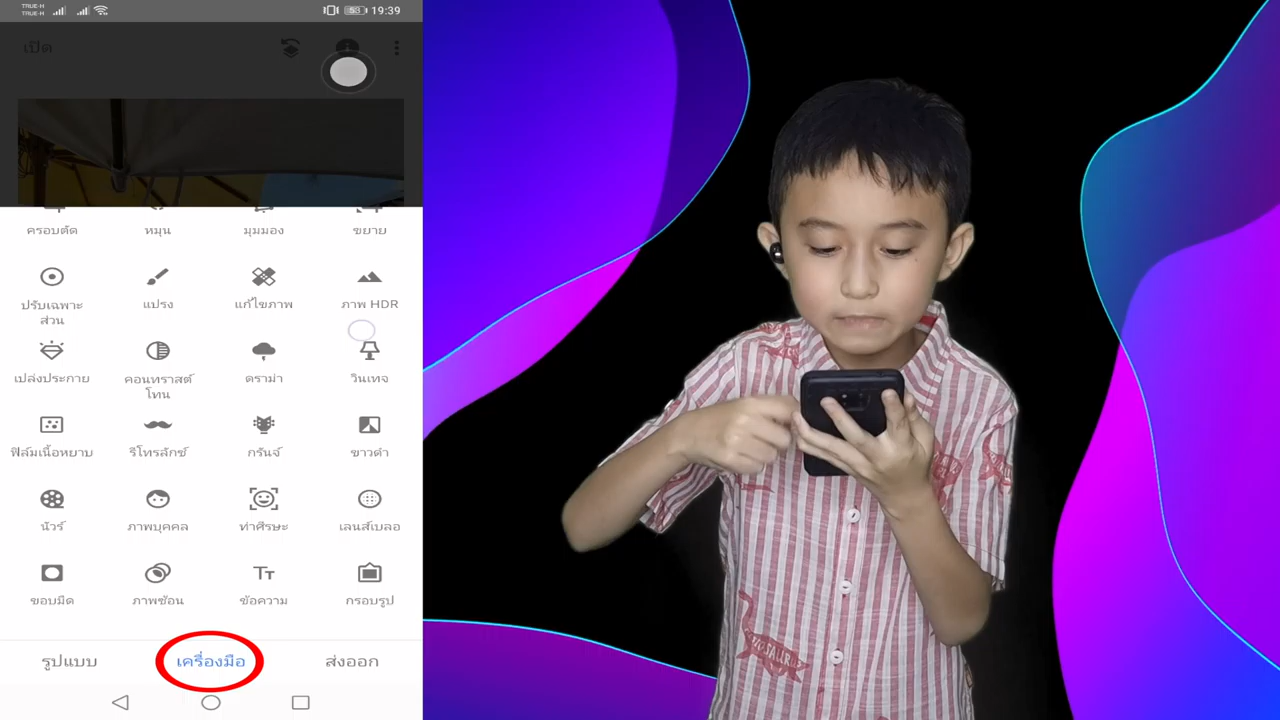 TRUE-H
TRUE-H
53
19:39
เปิด
ครอบตัด
หมุน
มุมมอง
ขยาย
ปรับเฉพาะ
ส่วน
แปรง
แก้ไขภาพ
ภาพ HDR
เปล่งประกาย
คอนทราสต์
โทน
ดราม่า
วินเทจ
ฟิล์มเนื้อหยาบ
รีโทรลักซ์
กรันจ์
ขาวดำ
นัวร์
ภาพบุคคล
ท่าศีรษะ
เลนส์เบลอ
ขอบมืด
ภาพซ้อน
ข้อความ
กรอบรูป
รูปแบบ
เครื่องมือ
ส่งออก